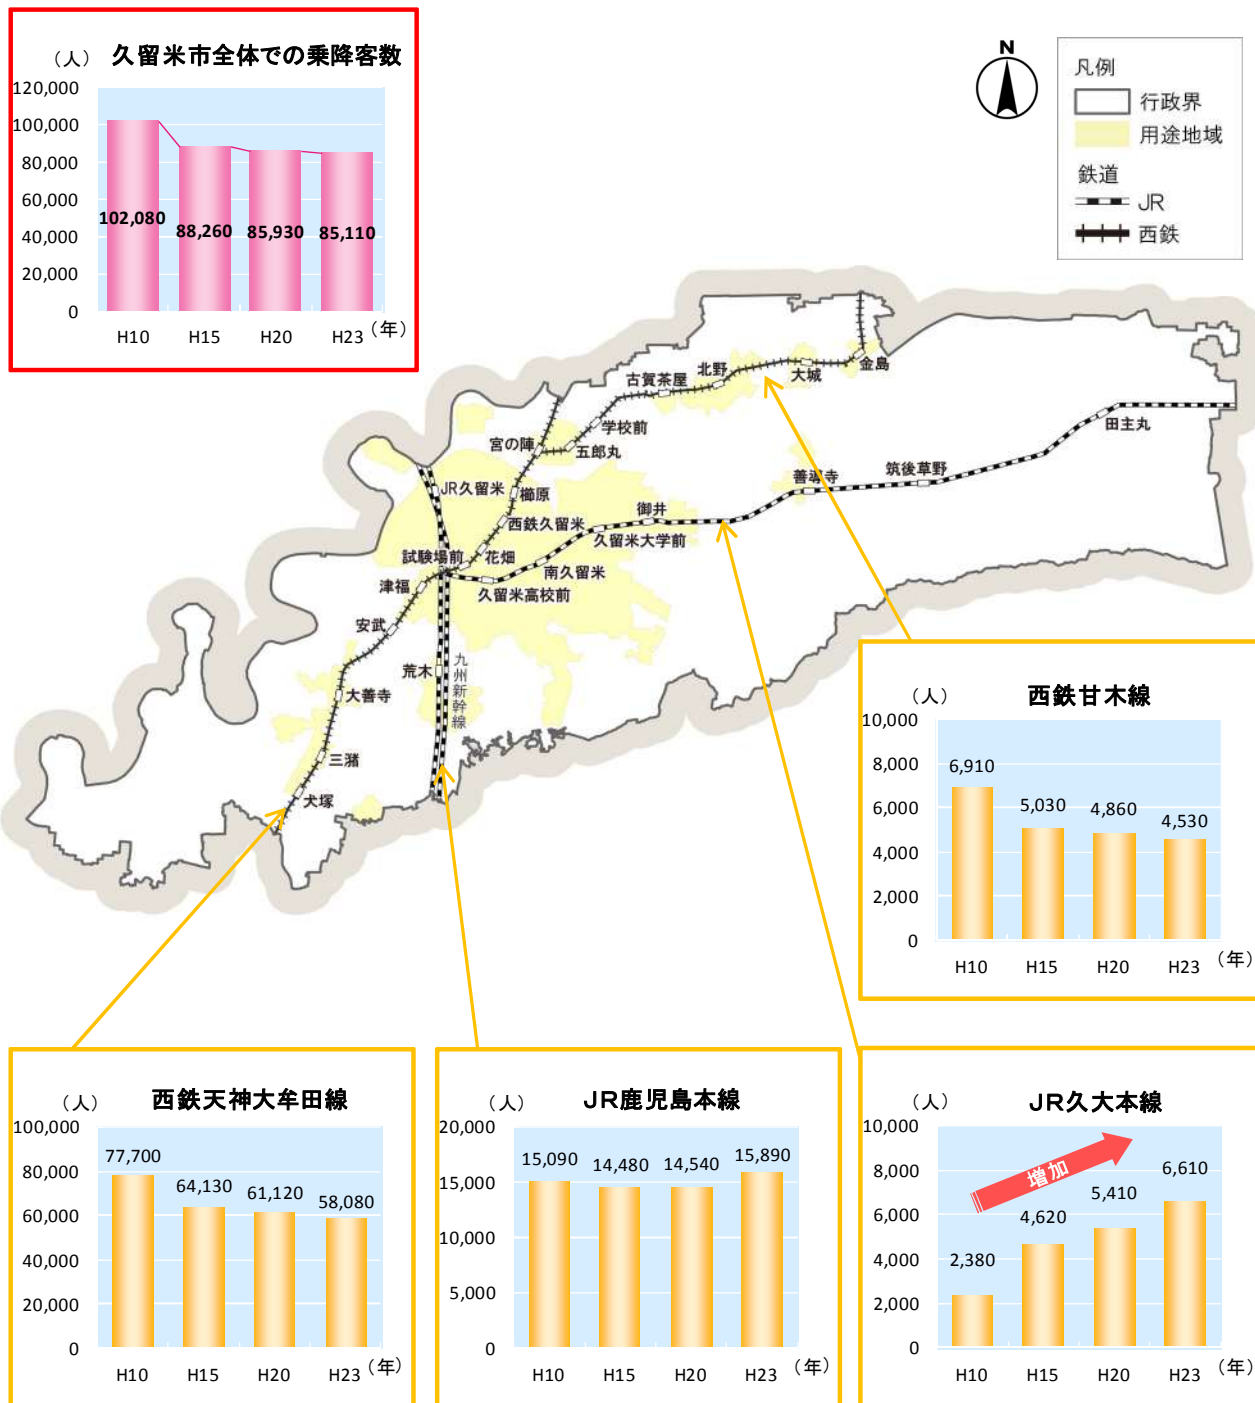 久留米市全体での乗降客数
(人)
120,000
100,000
80,000
60,000
40,000
20,000
0
102,080
88,260
85,930
85,110
H10
H15
H20
H23
(年)
N
凡例
行政界
用途地域
鉄道
JR
西鉄
金島
大城
北野
古賀茶屋
学校前
五郎丸
宮の陣
櫛原
西鉄久留米
花畑
試験場前
津福
安武
大善寺
三潴
犬塚
JR久留米
荒木
九州新幹線
久留米高校前
南久留米
久留米大学前
御井
善導寺
筑後草野
田主丸
西鉄甘木線
(人)
10,000
8,000
6,000
4,000
2,000
0
6,910
5,030
4,860
4,530
H10
H15
H20
H23
(年)
西鉄天神大牟田線
(人)
100,000
80,000
60,000
40,000
20,000
0
77,700
64,130
61,120
58,080
H10
H15
H20
H23
(年)
JR鹿児島本線
(人)
20,000
15,000
10,000
5,000
0
15,090
14,480
14,540
15,890
H10
H15
H20
H23
(年)
JR久大本線
(人)
10,000
8,000
6,000
4,000
2,000
0
増加
2,380
4,620
5,410
6,610
H10
H15
H20
H23
(年)